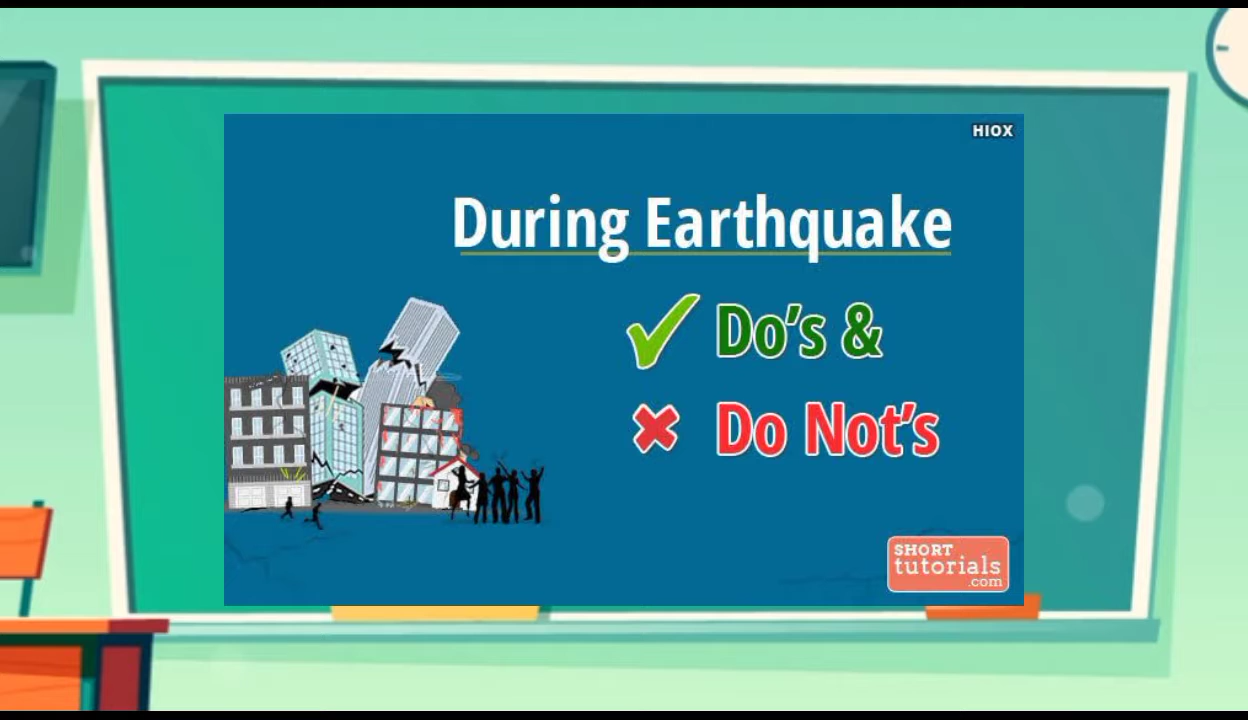 HIOX
During Earthquake
Do's &
Do Not's
SHORT
tutorials
.com